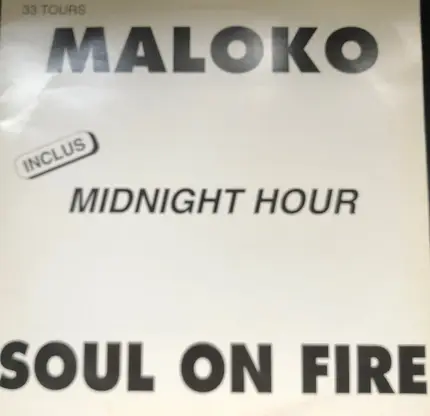 33 TOURS
MALOKO
INCLUS
MIDNIGHT HOUR
SOUL ON FIRE